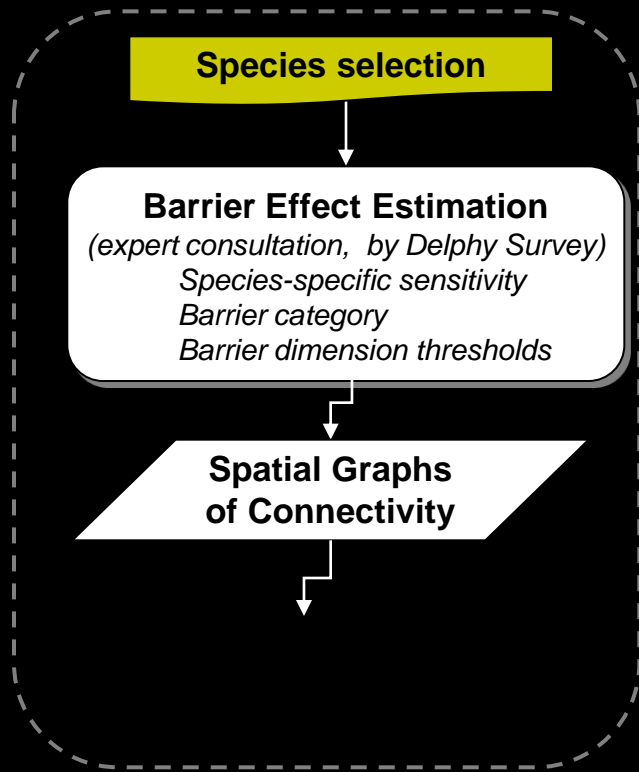 Species selection
Barrier Effect Estimation
(expert consultation, by Delphy Survey)
Species-specific sensitivity
Barrier category
Barrier dimension thresholds
Spatial Graphs
of Connectivity